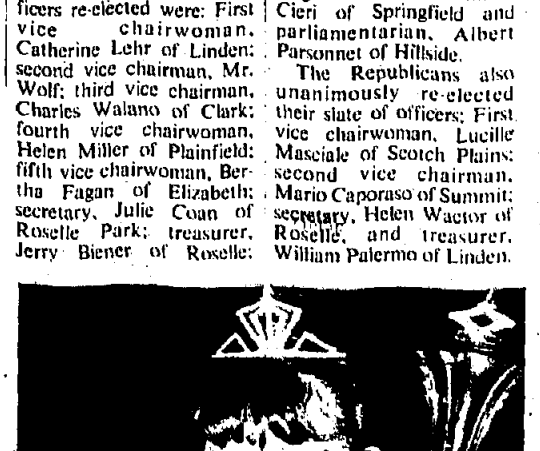 ficers re-elected were: First
vice chairwoman,
Catherine Lehr of Linden;
second vice chairman, Mr.
Wolf; third vice chairman,
Charles Walano of Clark;
fourth vice chairwoman,
Helen Miller of Plainfield;
fifth vice chairwoman, Ber-
tha Fagan of Elizabeth;
secretary, Julie Coan of
Roselle Park; treasurer,
Jerry Biener of Roselle;
Cieri of Springfield and
parliamentarian, Albert
Parsonnet of Hillside.
The Republicans also
unanimously re-elected
their slate of officers: First
vice chairwoman, Lucille
Masciale of Scotch Plains;
second vice chairman,
Mario Caporaso of Summit;
secretary, Helen Wactor of
Roselle, and treasurer,
William Palermo of Linden.